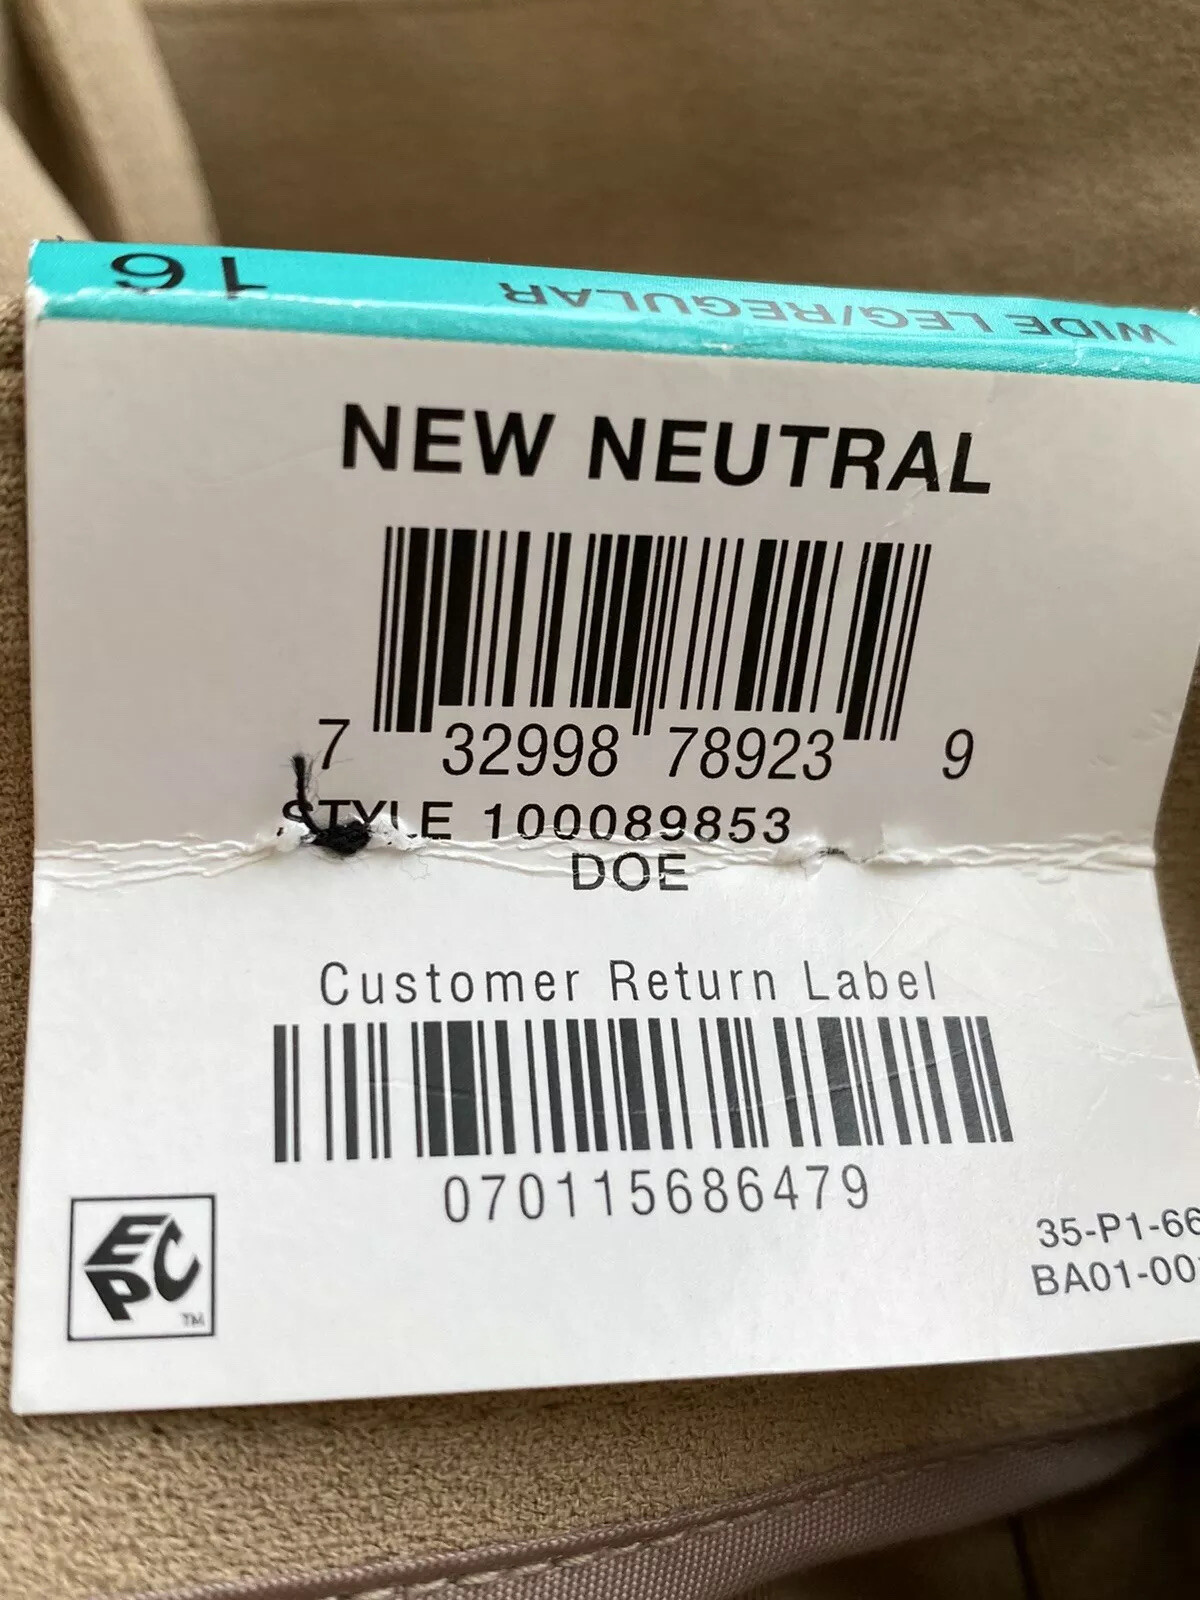 WIDE LEG/REGULAR 16
NEW NEUTRAL
7 32998 78923 9
STYLE 100089853
DOE
Customer Return Label
070115686479
35-P1-66
BA01-00
EPC
TM